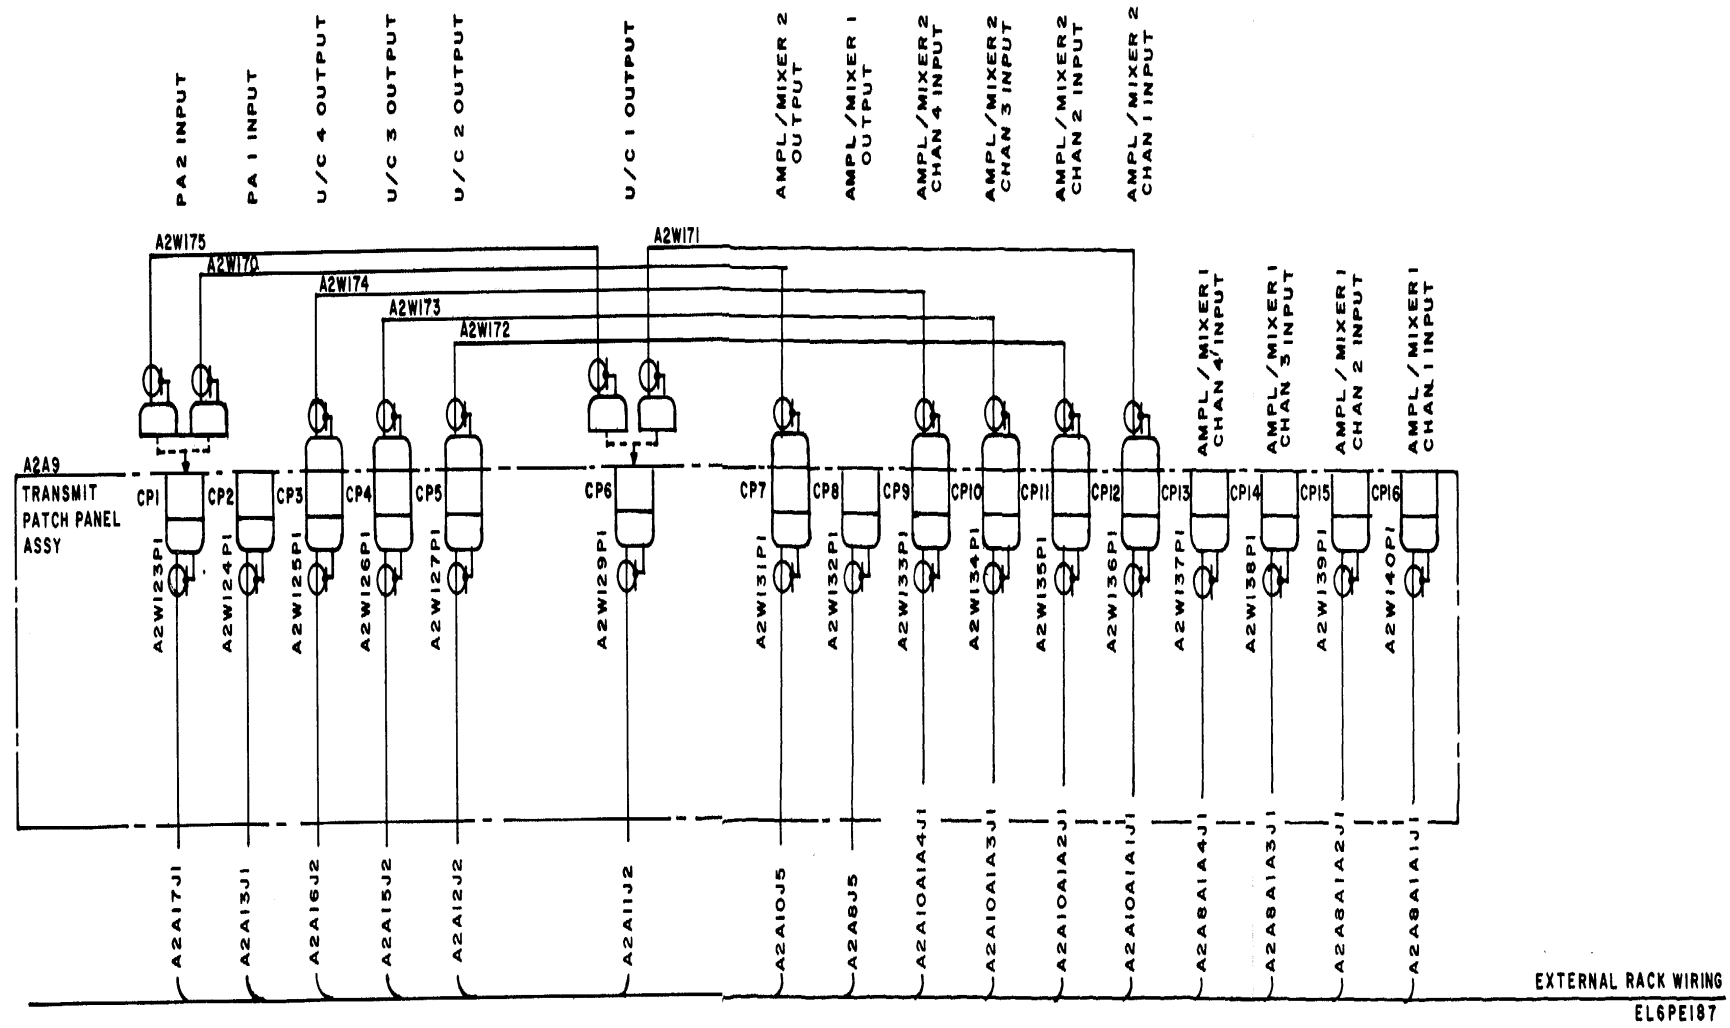 PA 2 INPUT
PA 1 INPUT
U/C 4 OUTPUT
U/C 3 OUTPUT
U/C 2 OUTPUT
U/C 1 OUTPUT
AMPL/MIXER 2
OUTPUT
AMPL/MIXER 1
OUTPUT
AMPL/MIXER 2
CHAN 4 INPUT
AMPL/MIXER 2
CHAN 3 INPUT
AMPL/MIXER 2
CHAN 2 INPUT
AMPL/MIXER 2
CHAN 1 INPUT
AMPL/MIXER 1
CHAN 4 INPUT
AMPL/MIXER 1
CHAN 3 INPUT
AMPL/MIXER 1
CHAN 2 INPUT
AMPL/MIXER 1
CHAN. 1 INPUT
A2W175
A2W171
A2W170
A2W174
A2W173
A2W172
A2A9
TRANSMIT
PATCH PANEL
ASSY
CP1
CP2
CP3
CP4
CP5
CP6
CP7
CP8
CP9
CP10
CP11
CP12
CP13
CP14
CP15
CP16
A2W123P1
A2W124P1
A2W125P1
A2W126P1
A2W127P1
A2W129P1
A2W131P1
A2W132P1
A2W133P1
A2W134P1
A2W135P1
A2W136P1
A2W137P1
A2W138P1
A2W139P1
A2W140P1
A2A17J1
A2A13J1
A2A16J2
A2A15J2
A2A12J2
A2A11J2
A2A10J5
A2A8J5
A2A10A1A4J1
A2A10A1A3J1
A2A10A1A2J1
A2A10A1A1J1
A2A8A1A4J1
A2A8A1A3J1
A2A8A1A2J1
A2A8A1A1J1
EXTERNAL RACK WIRING
EL6PE187